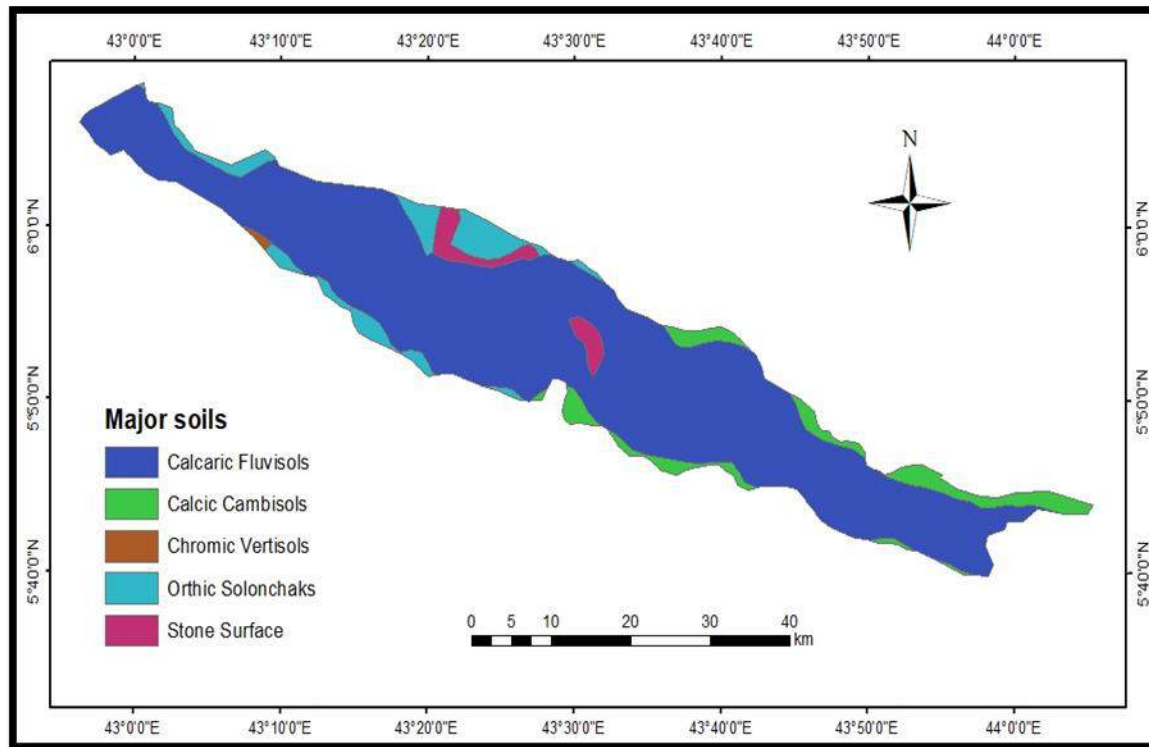 43°0'0"E 43°10'0"E 43°20'0"E 43°30'0"E 43°40'0"E 43°50'0"E 44°0'0"E
N
6°0'0"N 6°0'0"N
5°50'0"N 5°50'0"N
5°40'0"N 5°40'0"N
Major soils
Calcaric Fluvisols
Calcic Cambisols
Chromic Vertisols
Orthic Solonchaks
Stone Surface
0 5 10 20 30 40
km
43°0'0"E 43°10'0"E 43°20'0"E 43°30'0"E 43°40'0"E 43°50'0"E 44°0'0"E